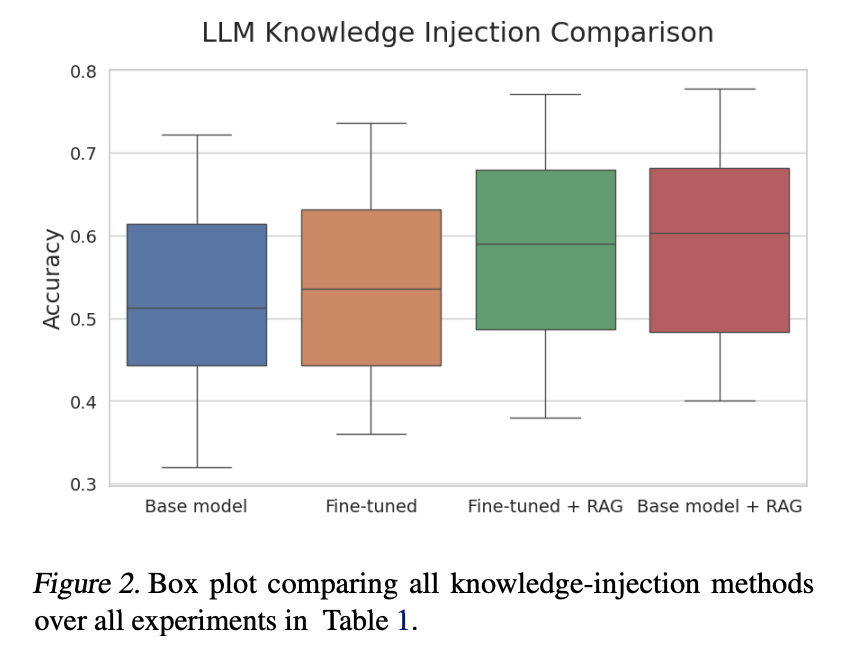 LLM Knowledge Injection Comparison
0.8
0.7
0.6
0.5
0.4
0.3
Accuracy
Base model
Fine-tuned
Fine-tuned + RAG
Base model + RAG
Figure 2. Box plot comparing all knowledge-injection methods
over all experiments in Table 1.